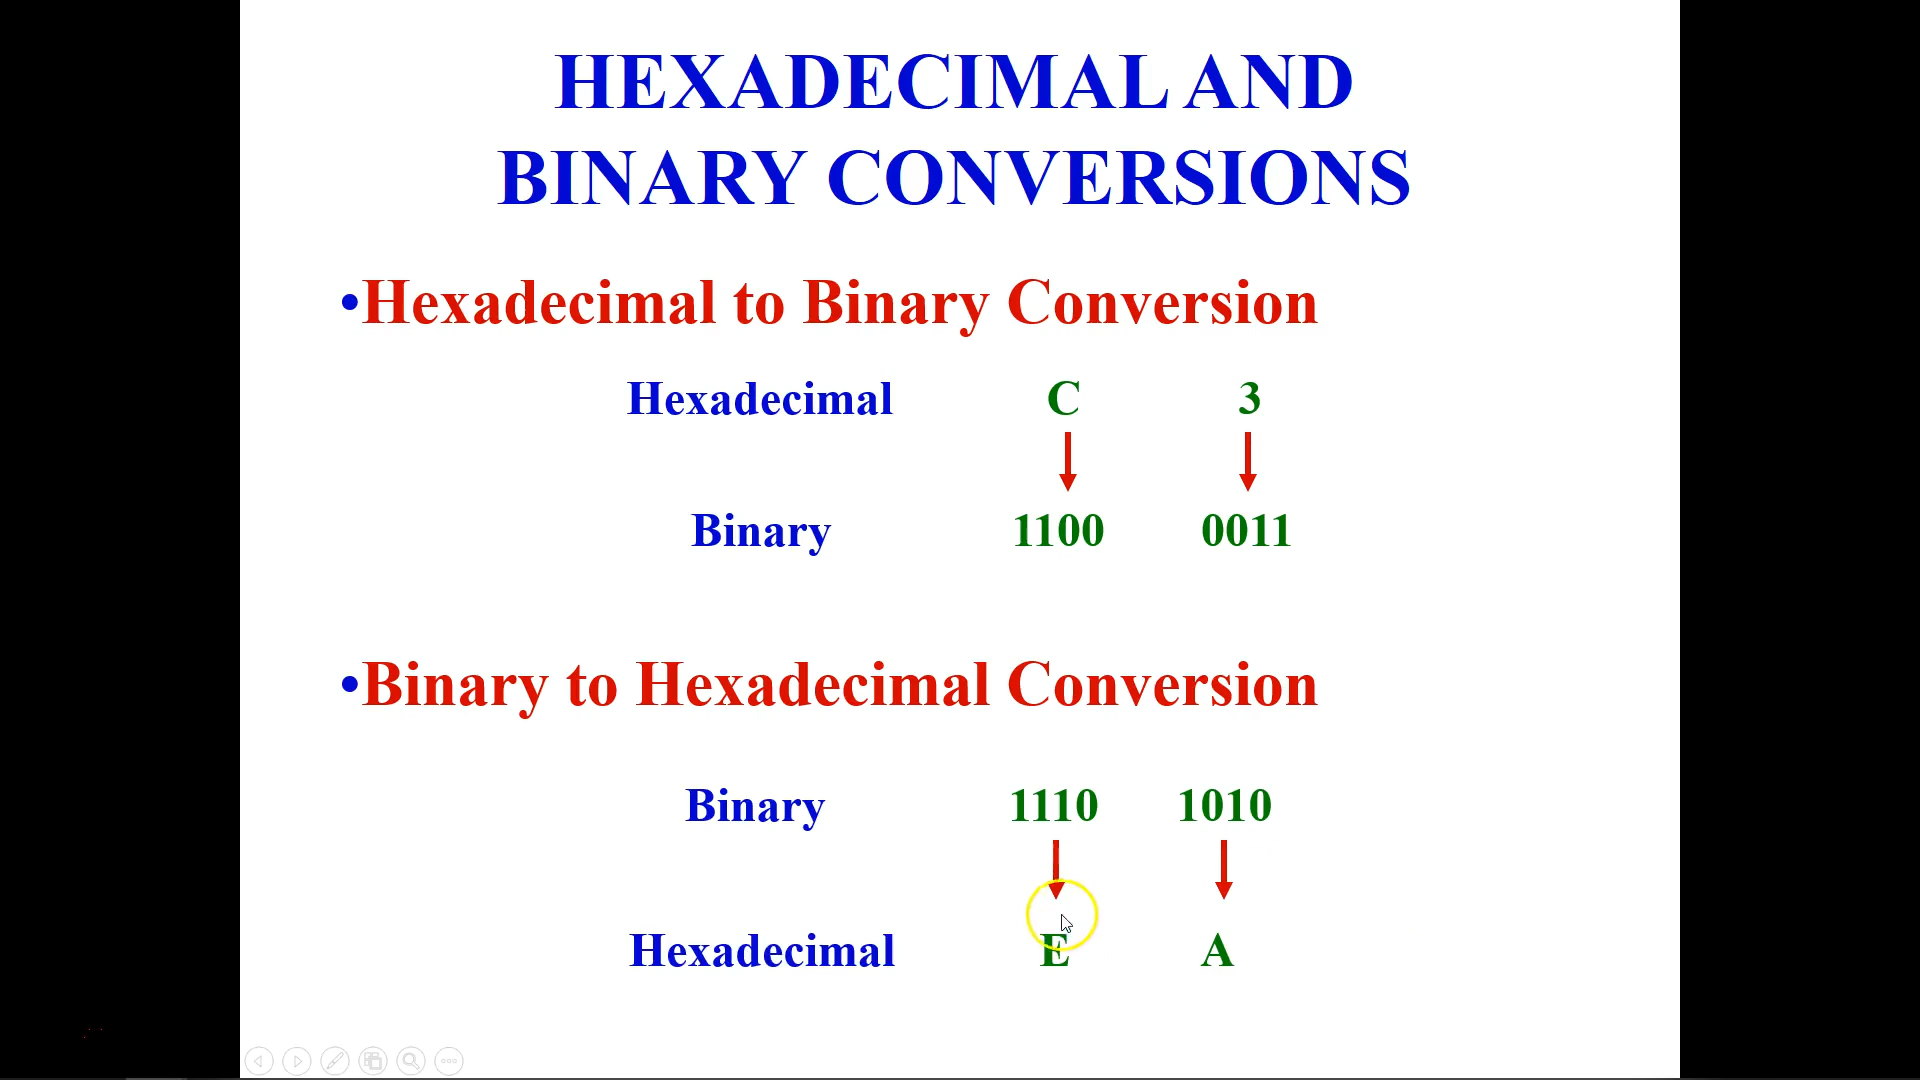 HEXADECIMAL AND
BINARY CONVERSIONS
•Hexadecimal to Binary Conversion
Hexadecimal C 3
Binary 1100 0011
•Binary to Hexadecimal Conversion
Binary 1110 1010
Hexadecimal E A